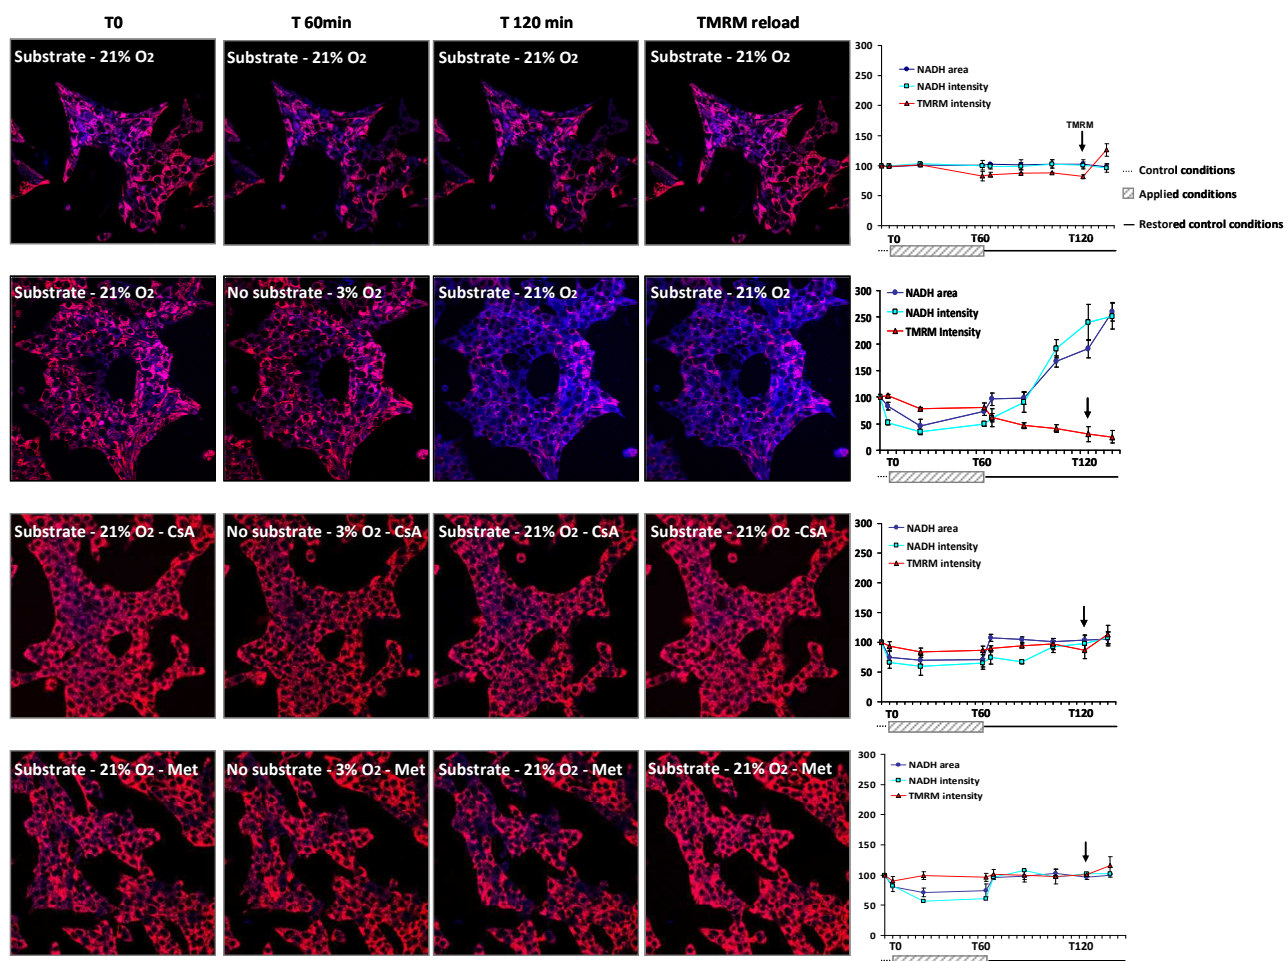 T0 T 60min T 120 min TMRM reload
Substrate - 21% O2 Substrate - 21% O2 Substrate - 21% O2 Substrate - 21% O2
300
250
200
150
100
50
0
NADH area
NADH intensity
TMRM intensity
TMRM
T0 T60 T120
Control conditions
Applied conditions
Restored control conditions
Substrate - 21% O2 No substrate - 3% O2 Substrate - 21% O2 Substrate - 21% O2
300
250
200
150
100
50
0
NADH area
NADH intensity
TMRM Intensity
T0 T60 T120
Substrate - 21% O2 - CsA No substrate - 3% O2 - CsA Substrate - 21% O2 - CsA Substrate - 21% O2 -CsA
300
250
200
150
100
50
0
NADH area
NADH intensity
TMRM intensity
T0 T60 T120
Substrate - 21% O2 - Met No substrate - 3% O2 - Met Substrate - 21% O2 - Met Substrate - 21% O2 - Met
300
250
200
150
100
50
0
NADH area
NADH intensity
TMRM intensity
T0 T60 T120